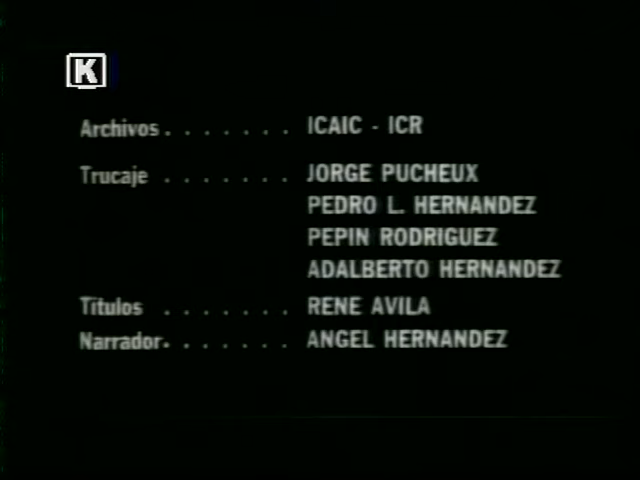 K
Archivos . . . . . . . ICAIC - ICR
Trucaje . . . . . . . JORGE PUCHEUX
PEDRO L. HERNANDEZ
PEPIN RODRIGUEZ
ADALBERTO HERNANDEZ
Títulos . . . . . . . RENE AVILA
Narrador. . . . . . . ANGEL HERNANDEZ